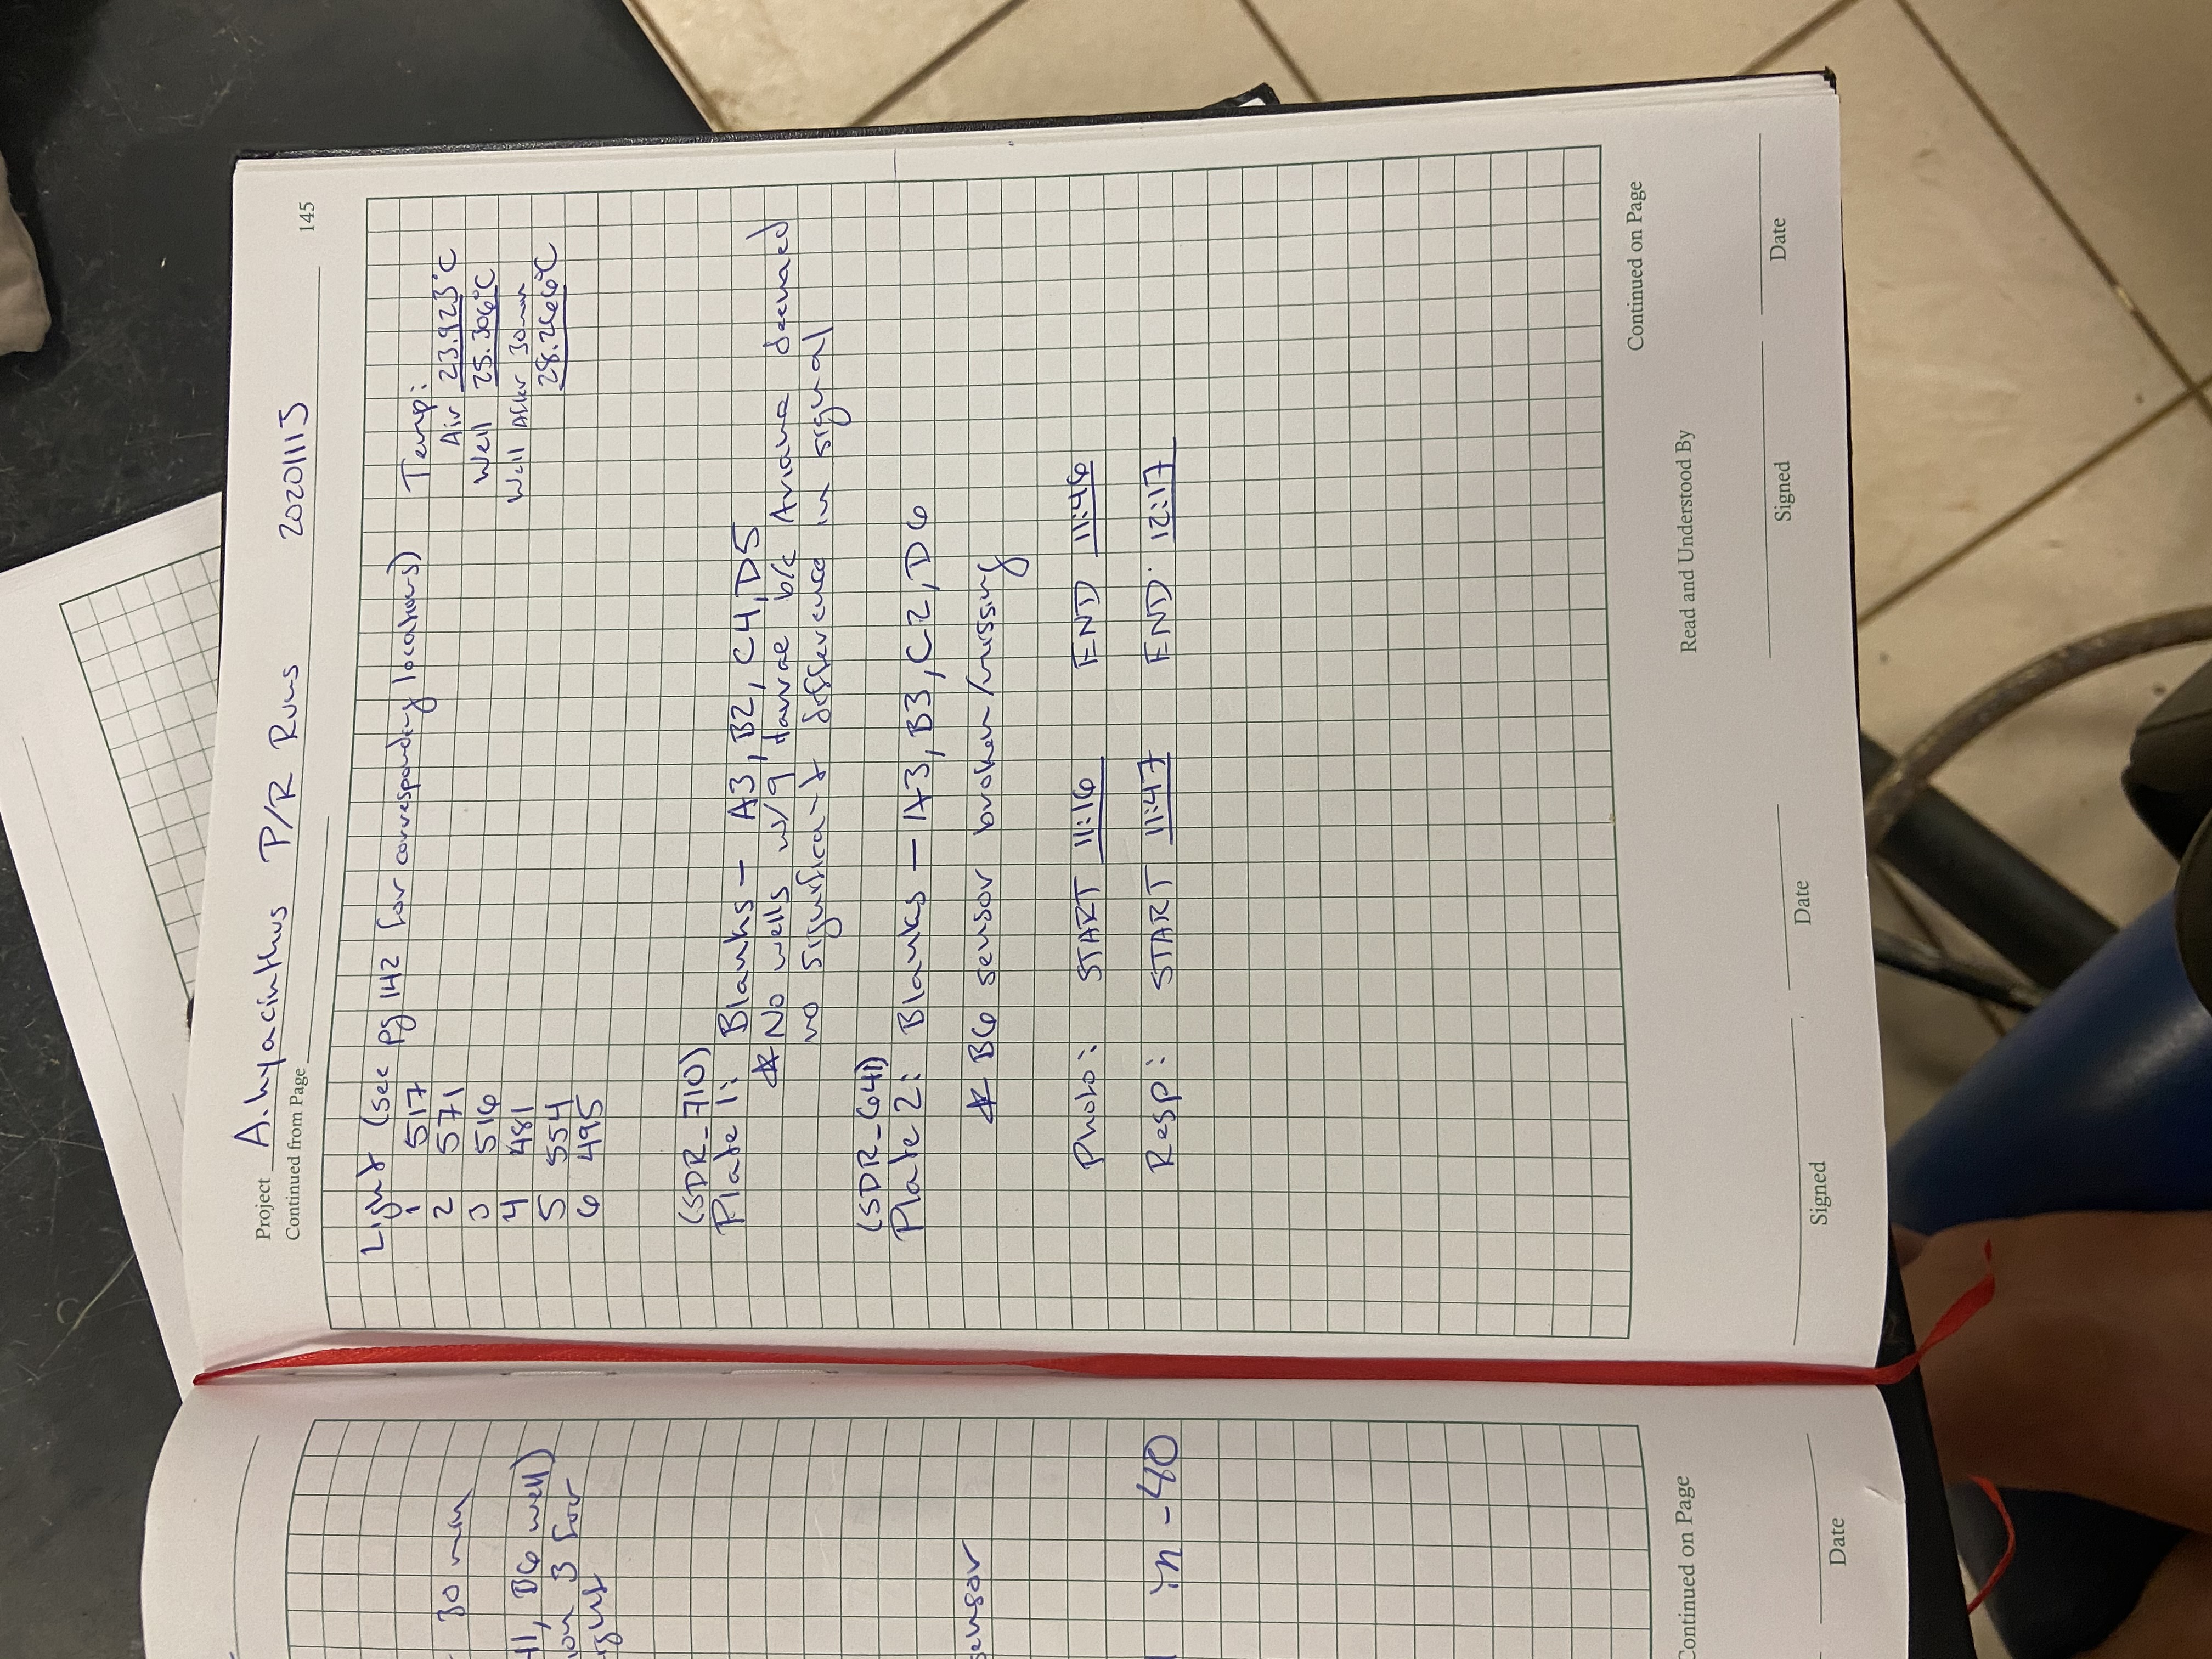 30 min
B6 well)
3 for
sensor
in -40
Continued on Page
Date
Project A. hyacinthus P/R Runs 20201115
Continued from Page
145
Light (see pg 142 for corresponding locations)
1 517
2 571
3 516
4 481
5 554
6 495
Temp:
Air 23.923°C
Well 25.306°C
Well After 30min
28.266°C
(SDR_710)
Plate 1: Blanks - A3, B2, C4, D5
* No wells w/9 larvae b/c Ariana deemed
no significant difference in signal
(SDR_641)
Plate 2: Blanks - A3, B3, C2, D6
* B6 sensor broken/missing
Photo: START 11:16 END 11:46
Resp: START 11:47 END 12:17
Continued on Page
Read and Understood By
Signed
Date
Signed
Date